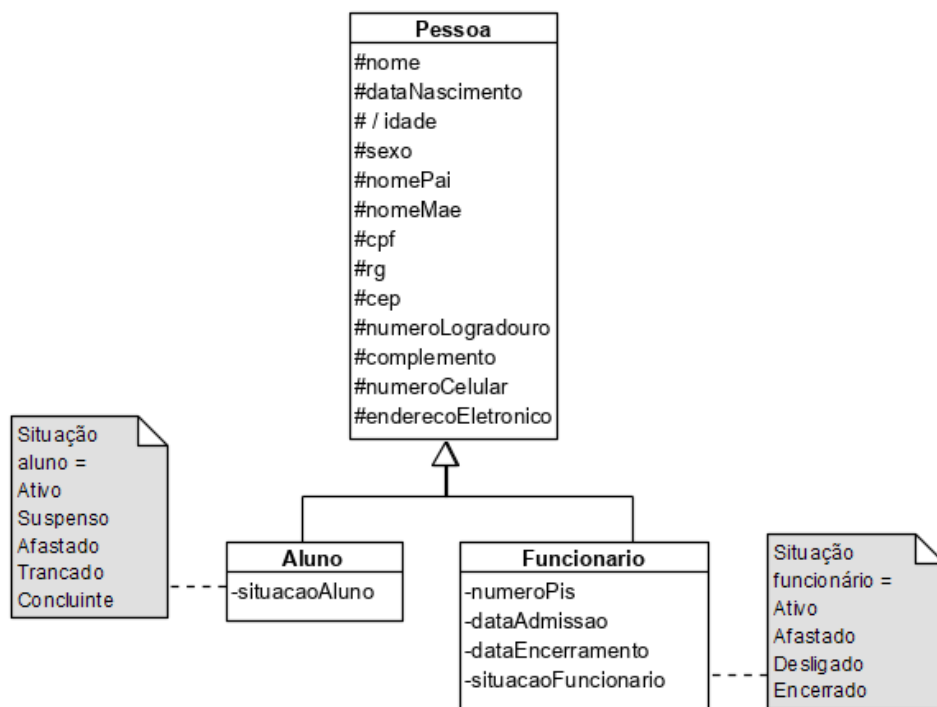 Pessoa
#nome
#dataNascimento
# / idade
#sexo
#nomePai
#nomeMae
#cpf
#rg
#cep
#numeroLogradouro
#complemento
#numeroCelular
#enderecoEletronico
Situação
aluno =
Ativo
Suspenso
Afastado
Trancado
Concluinte
Aluno
-situacaoAluno
Funcionario
-numeroPis
-dataAdmissao
-dataEncerramento
-situacaoFuncionario
Situação
funcionário =
Ativo
Afastado
Desligado
Encerrado